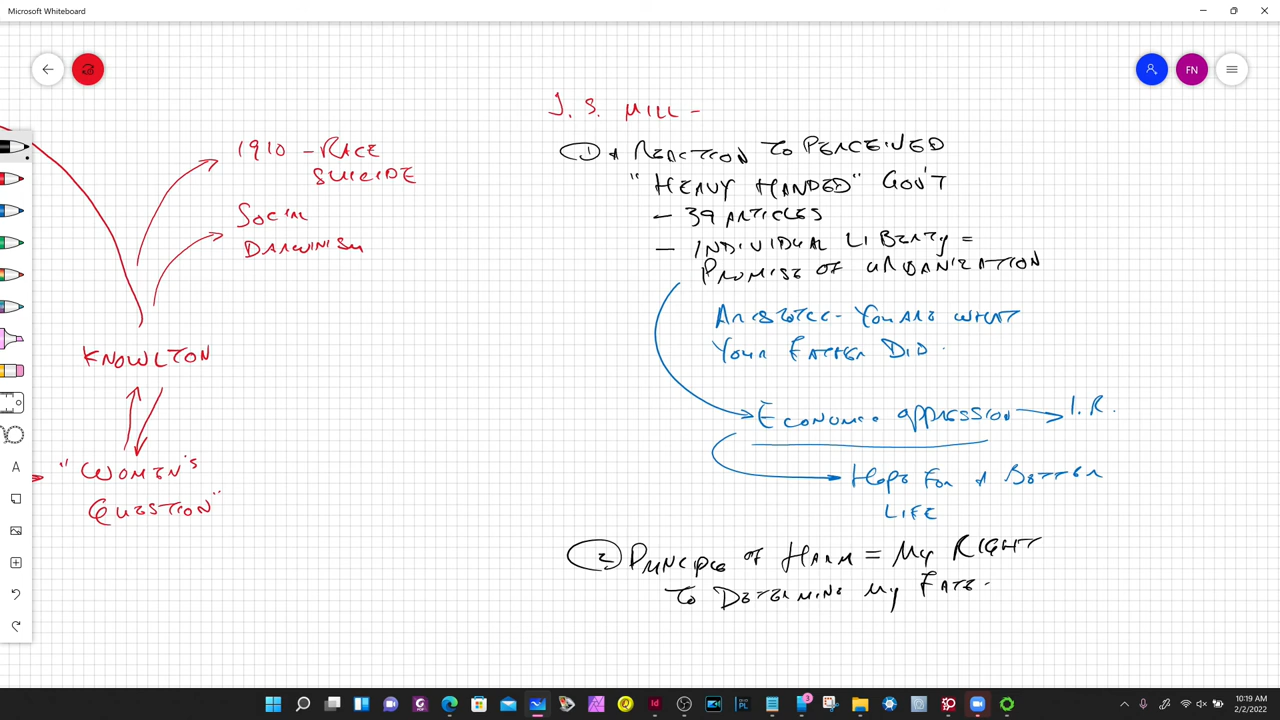 Microsoft Whiteboard
FN
1910 - RACE
SUICIDE
SOCIAL
DARWINISM
KNOWLTON
"WOMEN'S
QUESTION"
J. S. MILL -
1 A REACTION TO PERCEIVED
"HEAVY HANDED" GOV'T
- 39 ARTICLES
- INDIVIDUAL LIBERTY =
PROMISE OF URBANIZATION
ARISTOTLE - YOU ARE WHAT
YOUR FATHER DID
ECONOMIC OPPRESSION → I.R.
HOPE FOR A BETTER
LIFE
2 PRINCIPLE OF HARM = MY RIGHT
TO DETERMINE MY FATE.
A
3
10:19 AM
2/2/2022